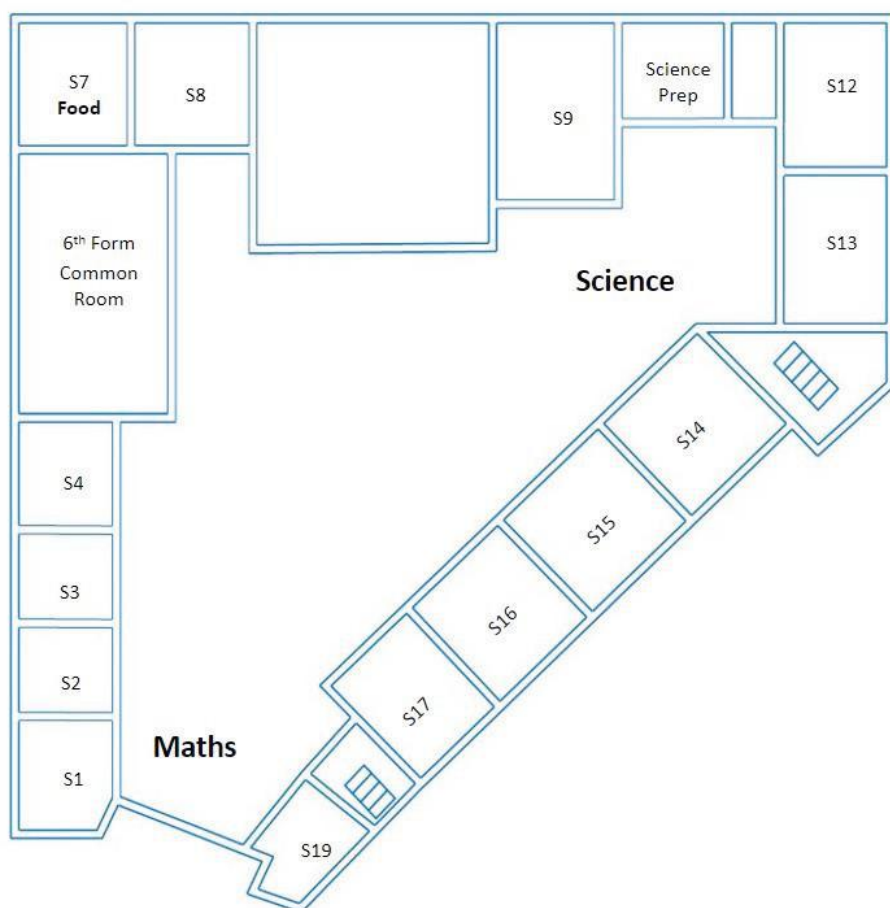 S7
Food
S8
S9
Science
Prep
S12
6th Form
Common
Room
S13
Science
S14
S4
S15
S3
S16
S2
S17
Maths
S1
S19